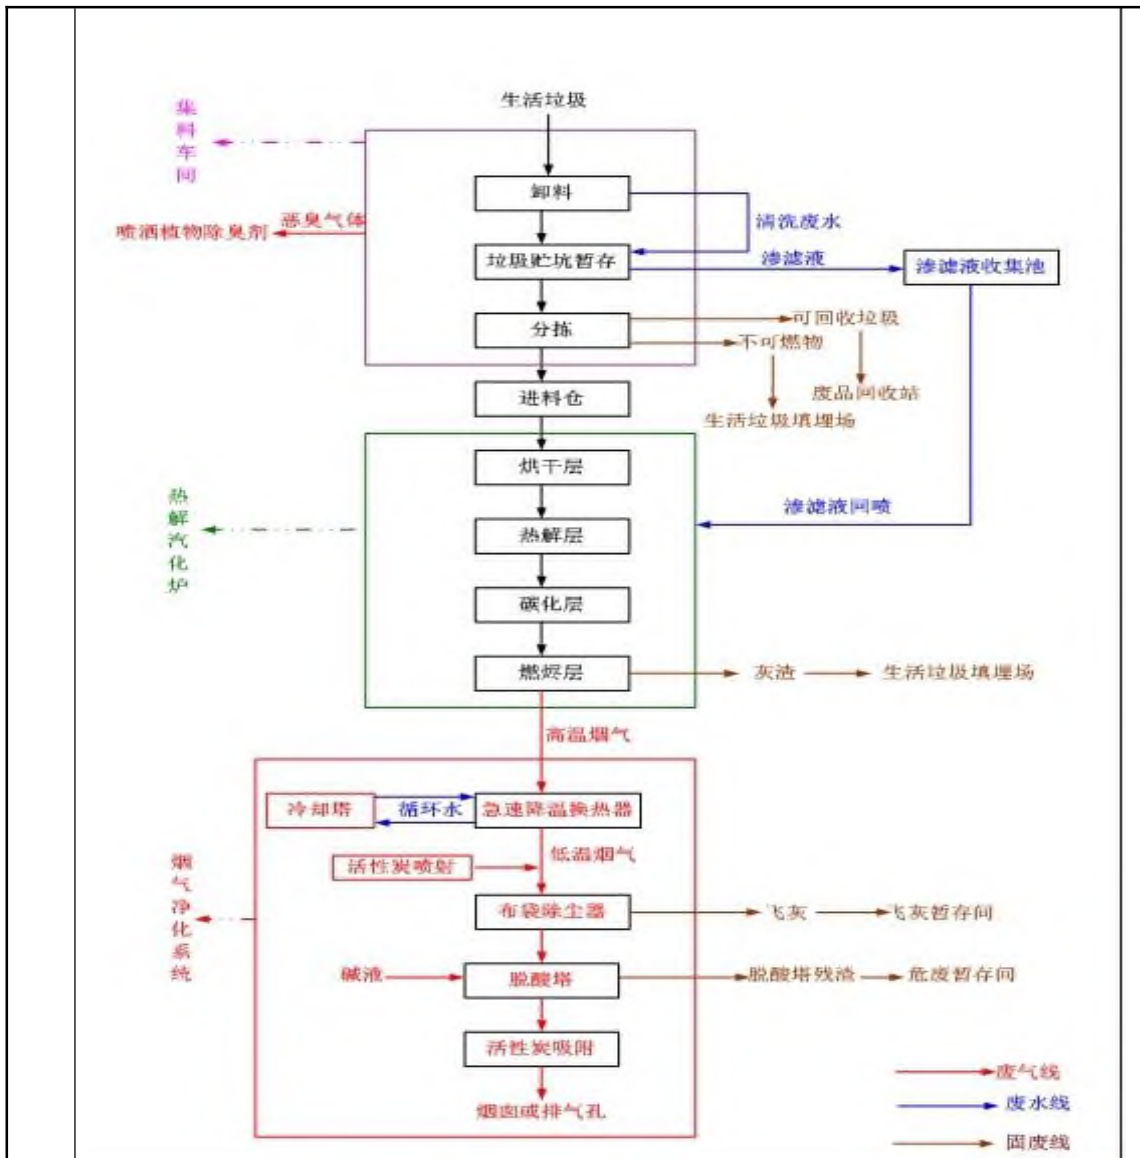 生活垃圾
集料车间
卸料
清洗废水
恶臭气体
喷洒植物除臭剂
垃圾贮坑暂存
渗滤液
渗滤液收集池
分拣
可回收垃圾
不可燃物
废品回收站
生活垃圾填埋场
进料仓
烘干层
热解汽化炉
渗滤液回喷
热解层
碳化层
燃烬层
灰渣
生活垃圾填埋场
高温烟气
冷却塔
循环水
急速降温换热器
低温烟气
活性炭喷射
烟气净化系统
布袋除尘器
飞灰
飞灰暂存间
碱液
脱酸塔
脱酸塔残渣
危废暂存间
活性炭吸附
烟囱或排气孔
废气线
废水线
固废线